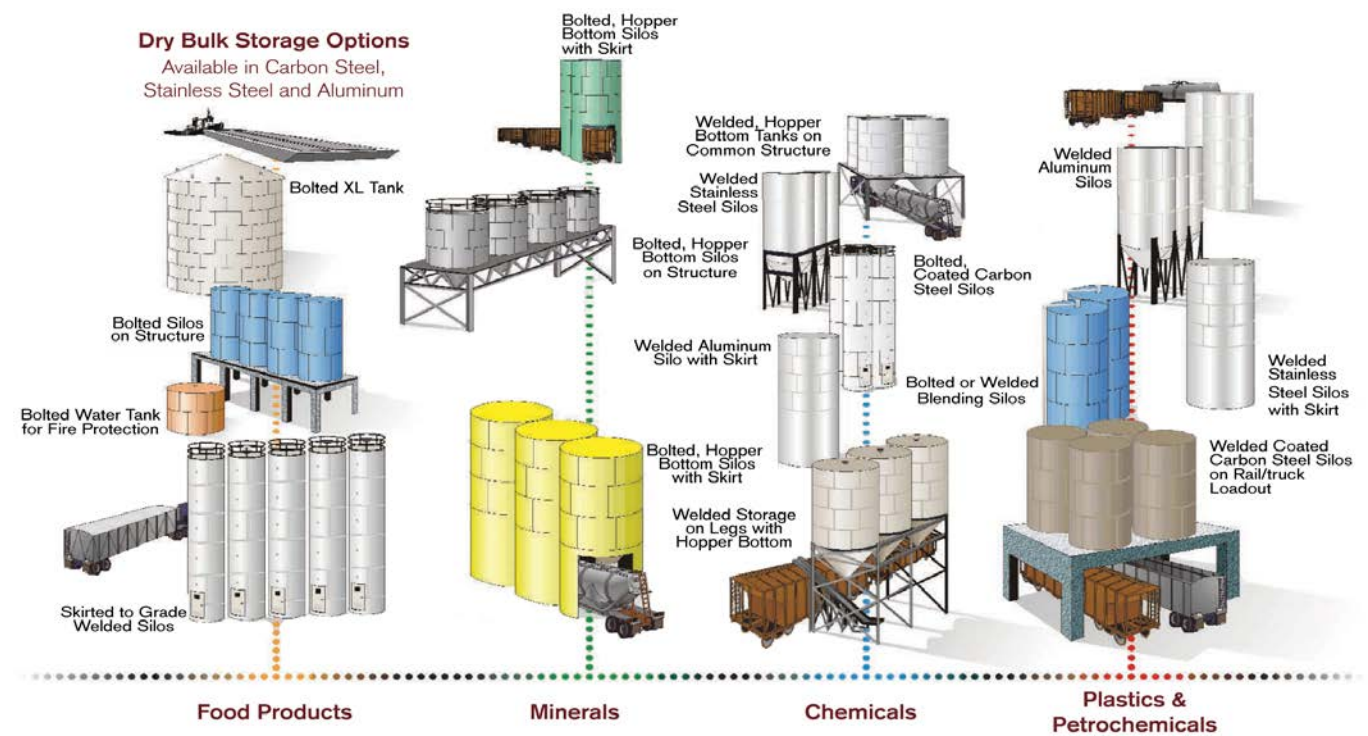 Dry Bulk Storage Options
Available in Carbon Steel,
Stainless Steel and Aluminum
Bolted XL Tank
Bolted Silos
on Structure
Bolted Water Tank
for Fire Protection
Skirted to Grade
Welded Silos
Food Products
Bolted, Hopper
Bottom Silos
with Skirt
Bolted, Hopper
Bottom Silos
on Structure
Bolted, Hopper
Bottom Silos
with Skirt
Minerals
Welded, Hopper
Bottom Tanks on
Common Structure
Welded
Stainless
Steel Silos
Bolted,
Coated Carbon
Steel Silos
Welded Aluminum
Silo with Skirt
Welded Storage
on Legs with
Hopper Bottom
Chemicals
Welded
Aluminum
Silos
Bolted or Welded
Blending Silos
Welded
Stainless
Steel Silos
with Skirt
Welded Coated
Carbon Steel Silos
on Rail/truck
Loadout
Plastics &
Petrochemicals